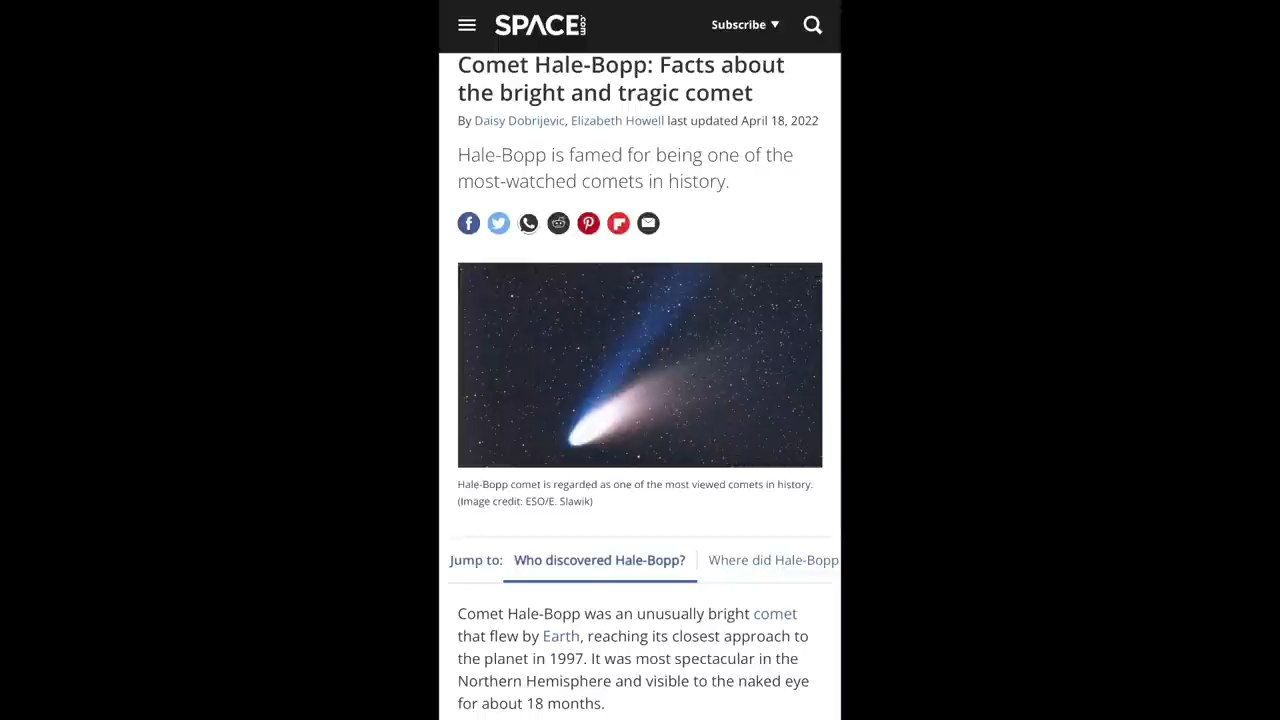 SPACE.com
Subscribe
Comet Hale-Bopp: Facts about
the bright and tragic comet
By Daisy Dobrijevic, Elizabeth Howell last updated April 18, 2022
Hale-Bopp is famed for being one of the
most-watched comets in history.
Hale-Bopp comet is regarded as one of the most viewed comets in history.
(Image credit: ESO/E. Slawik)
Jump to: Who discovered Hale-Bopp? Where did Hale-Bopp
Comet Hale-Bopp was an unusually bright comet
that flew by Earth, reaching its closest approach to
the planet in 1997. It was most spectacular in the
Northern Hemisphere and visible to the naked eye
for about 18 months.